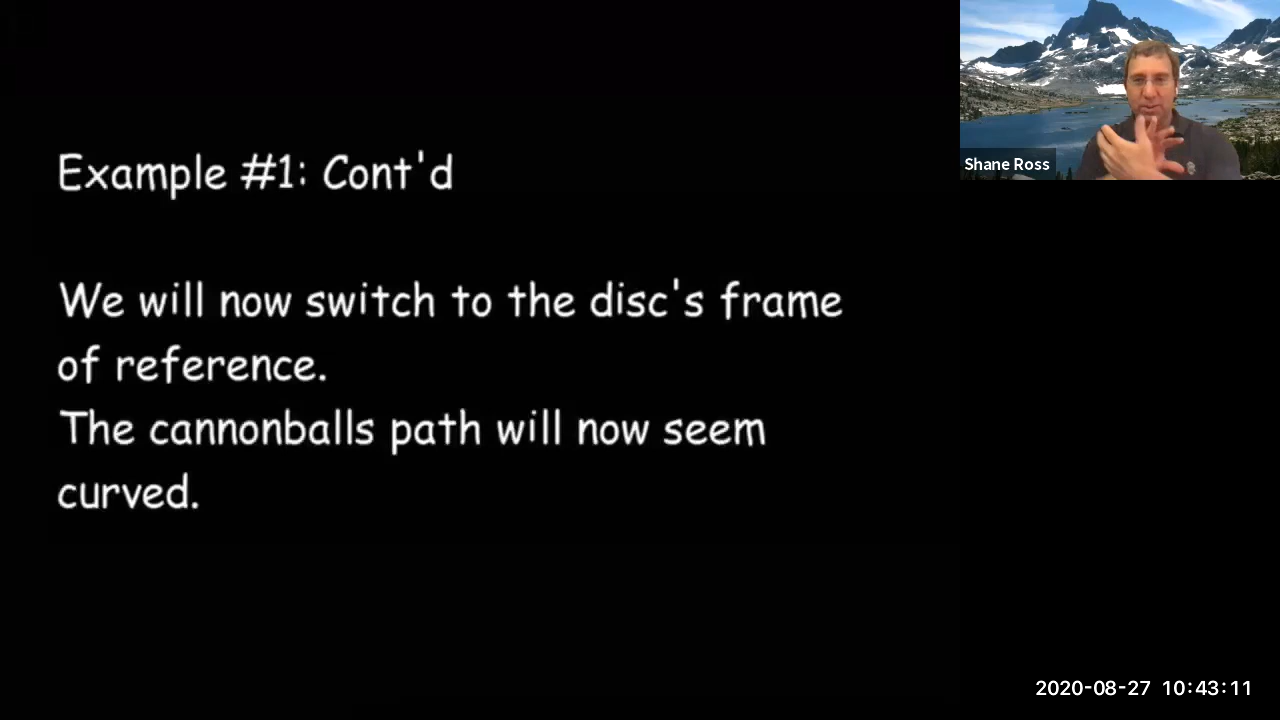 Example #1: Cont'd
We will now switch to the disc's frame
of reference.
The cannonballs path will now seem
curved.
Shane Ross
2020-08-27 10:43:11